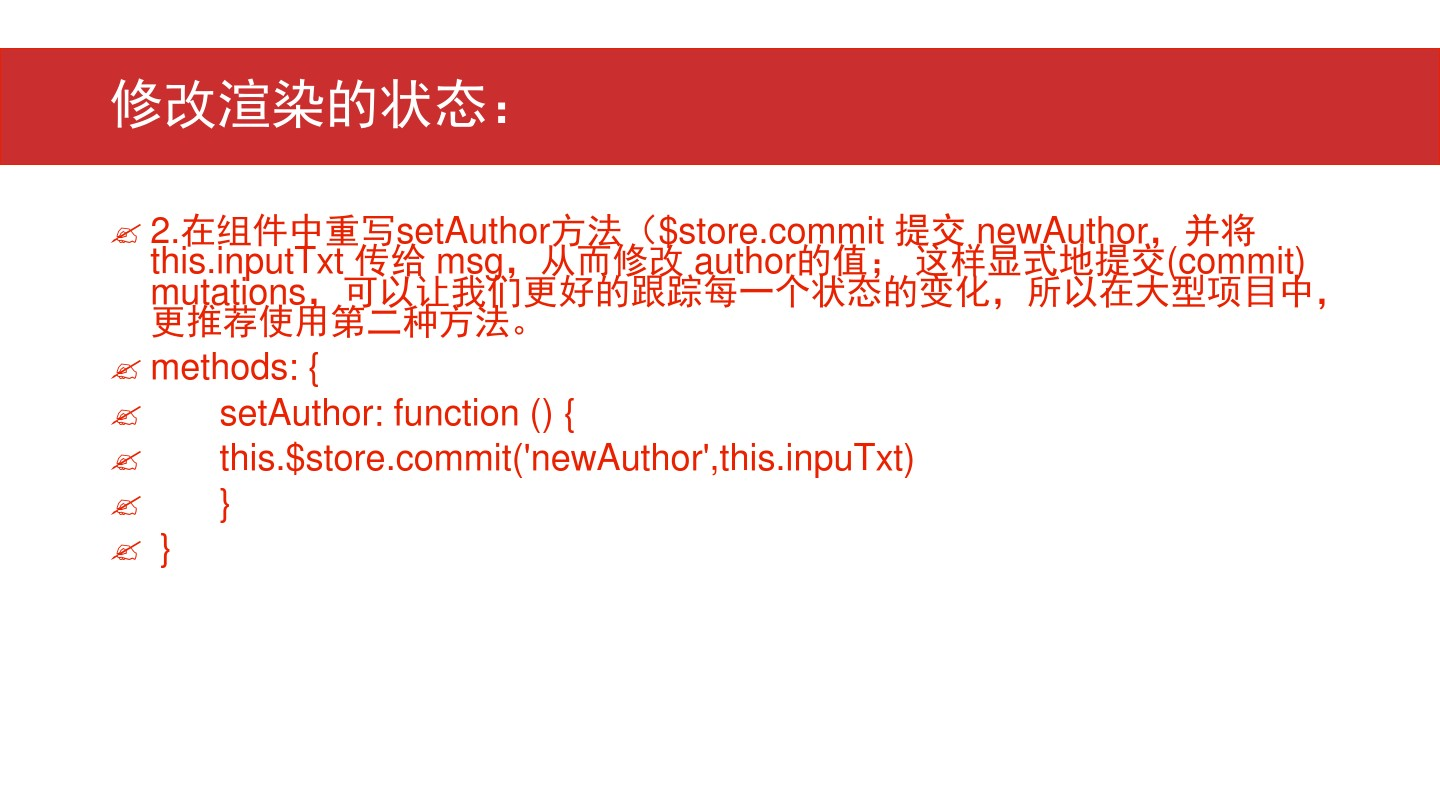 修改渲染的状态：
2.在组件中重写setAuthor方法（$store.commit 提交 newAuthor，并将
this.inputTxt 传给 msg，从而修改 author的值； 这样显式地提交(commit)
mutations，可以让我们更好的跟踪每一个状态的变化，所以在大型项目中，
更推荐使用第二种方法。
methods: {
setAuthor: function () {
this.$store.commit('newAuthor',this.inpuTxt)
}
}